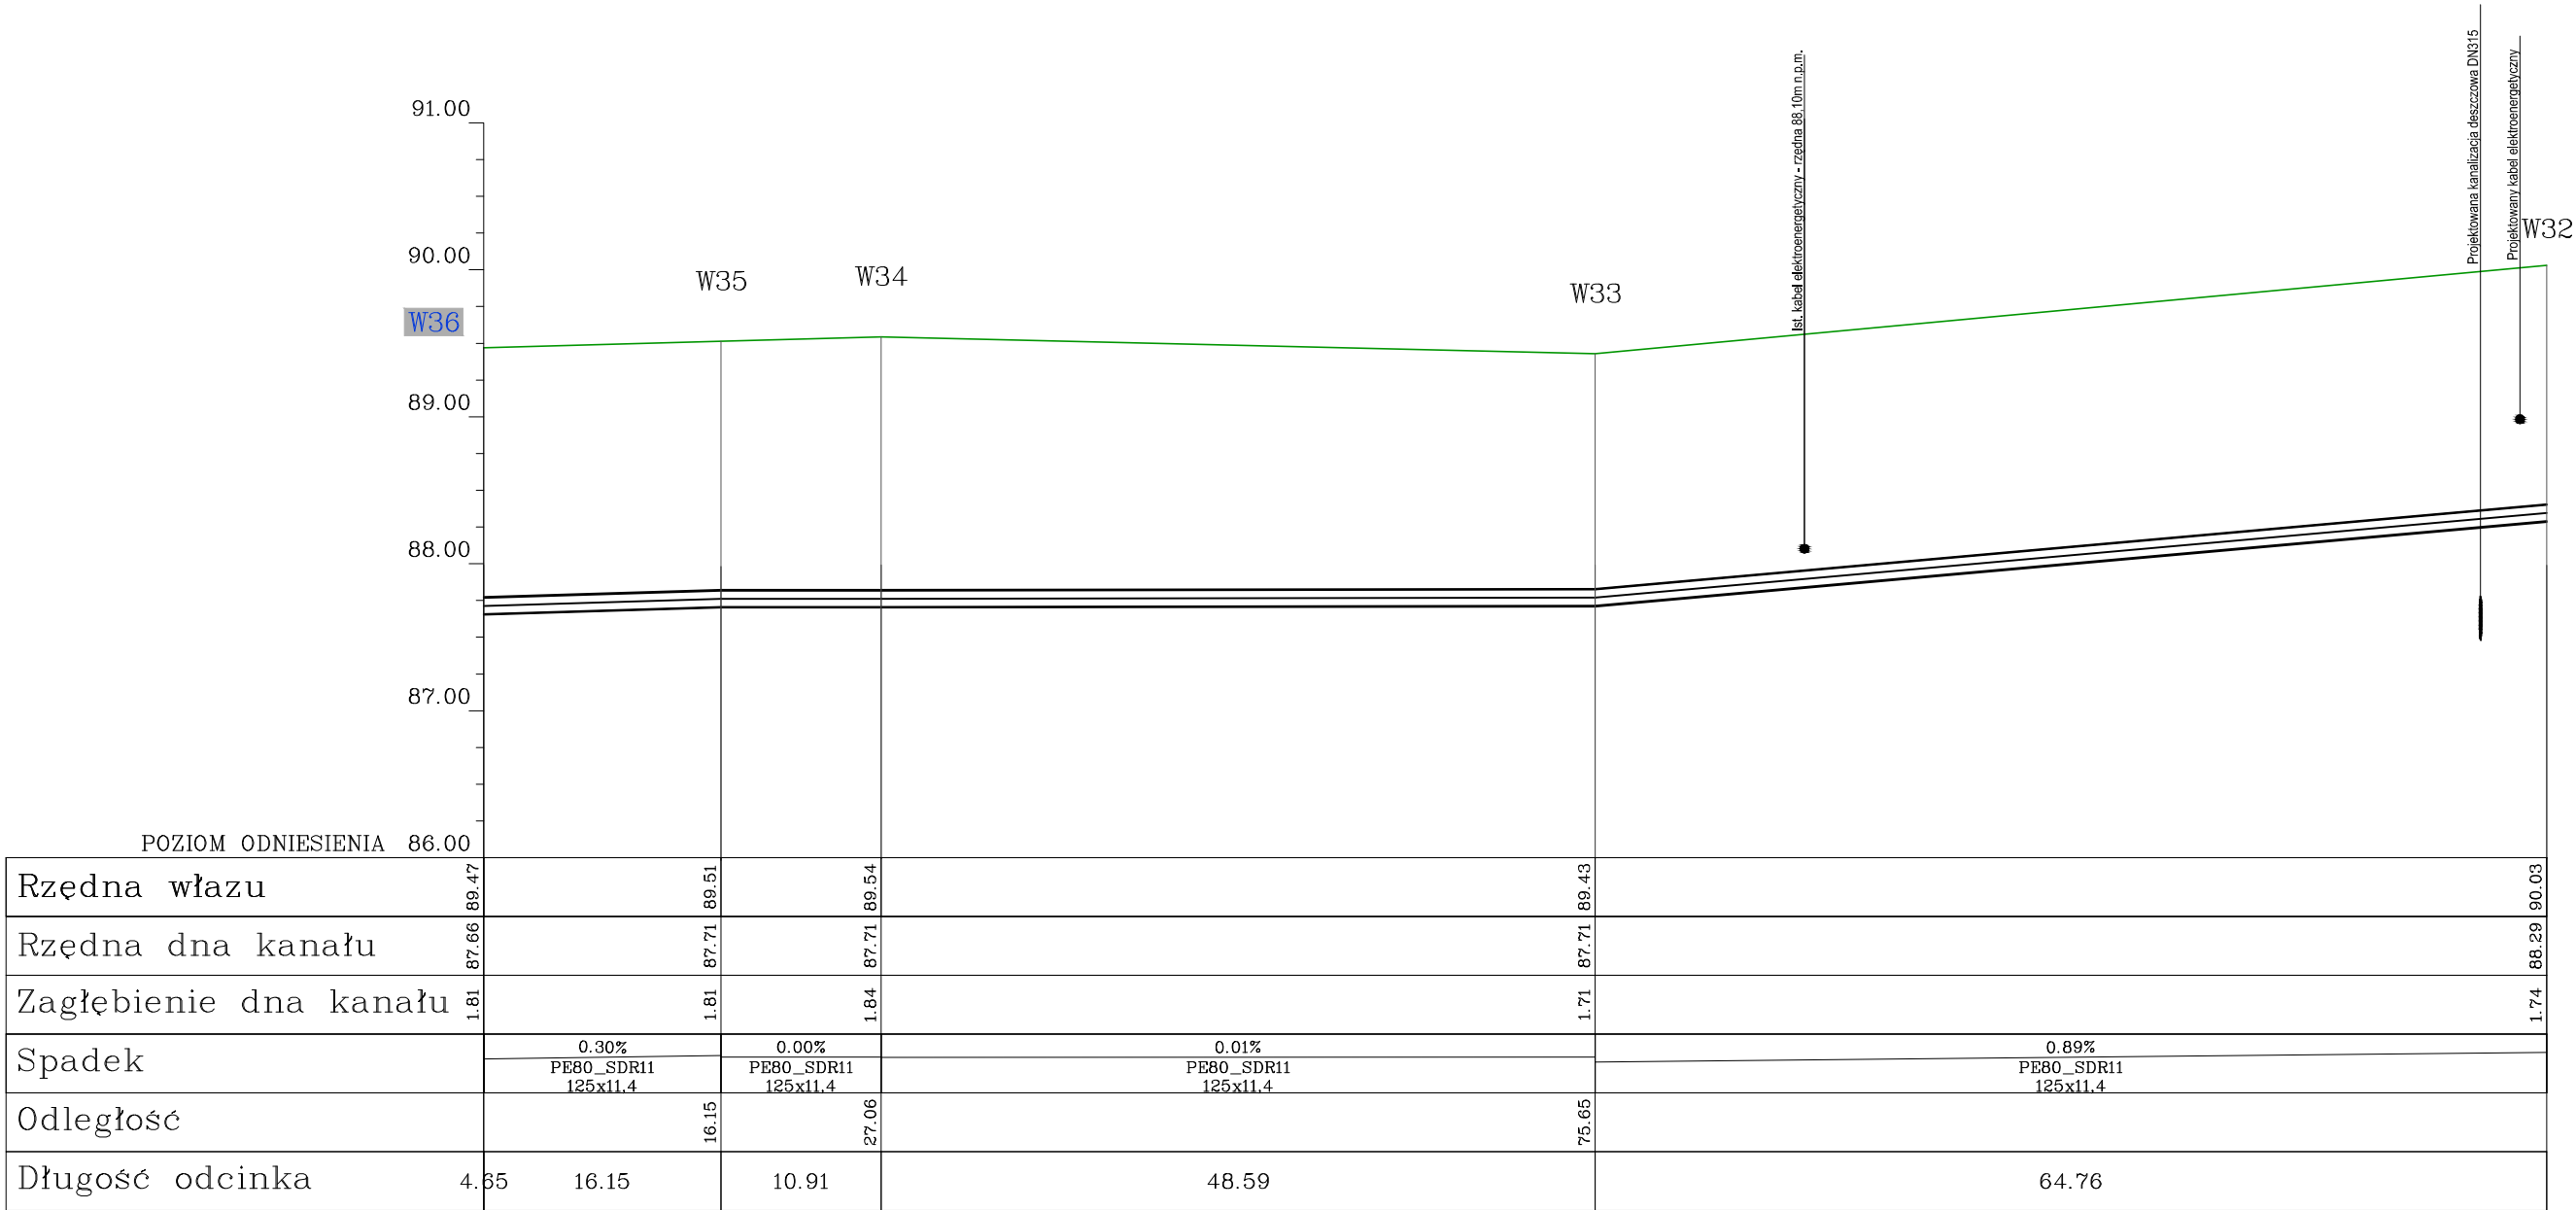 Ist. kabel elektroenergetyczny - rzędna 88,10m n.p.m.
Projektowana kanalizacja deszczowa DN315
Projektowany kabel elektroenergetyczny
91.00
90.00
W32
W35
W34
W33
W36
89.00
88.00
87.00
POZIOM ODNIESIENIA 86.00
Rzędna włazu 89.47 89.51 89.54 89.43 90.03
Rzędna dna kanału 87.66 87.71 87.71 87.71 88.29
Zagłębienie dna kanału 1.81 1.81 1.84 1.71 1.74
Spadek
0.30% 0.00% 0.01% 0.89%
PE80_SDR11 PE80_SDR11 PE80_SDR11 PE80_SDR11
125x11,4 125x11,4 125x11,4 125x11,4
Odległość 16.15 27.06 75.65
Długość odcinka 4.65 16.15 10.91 48.59 64.76